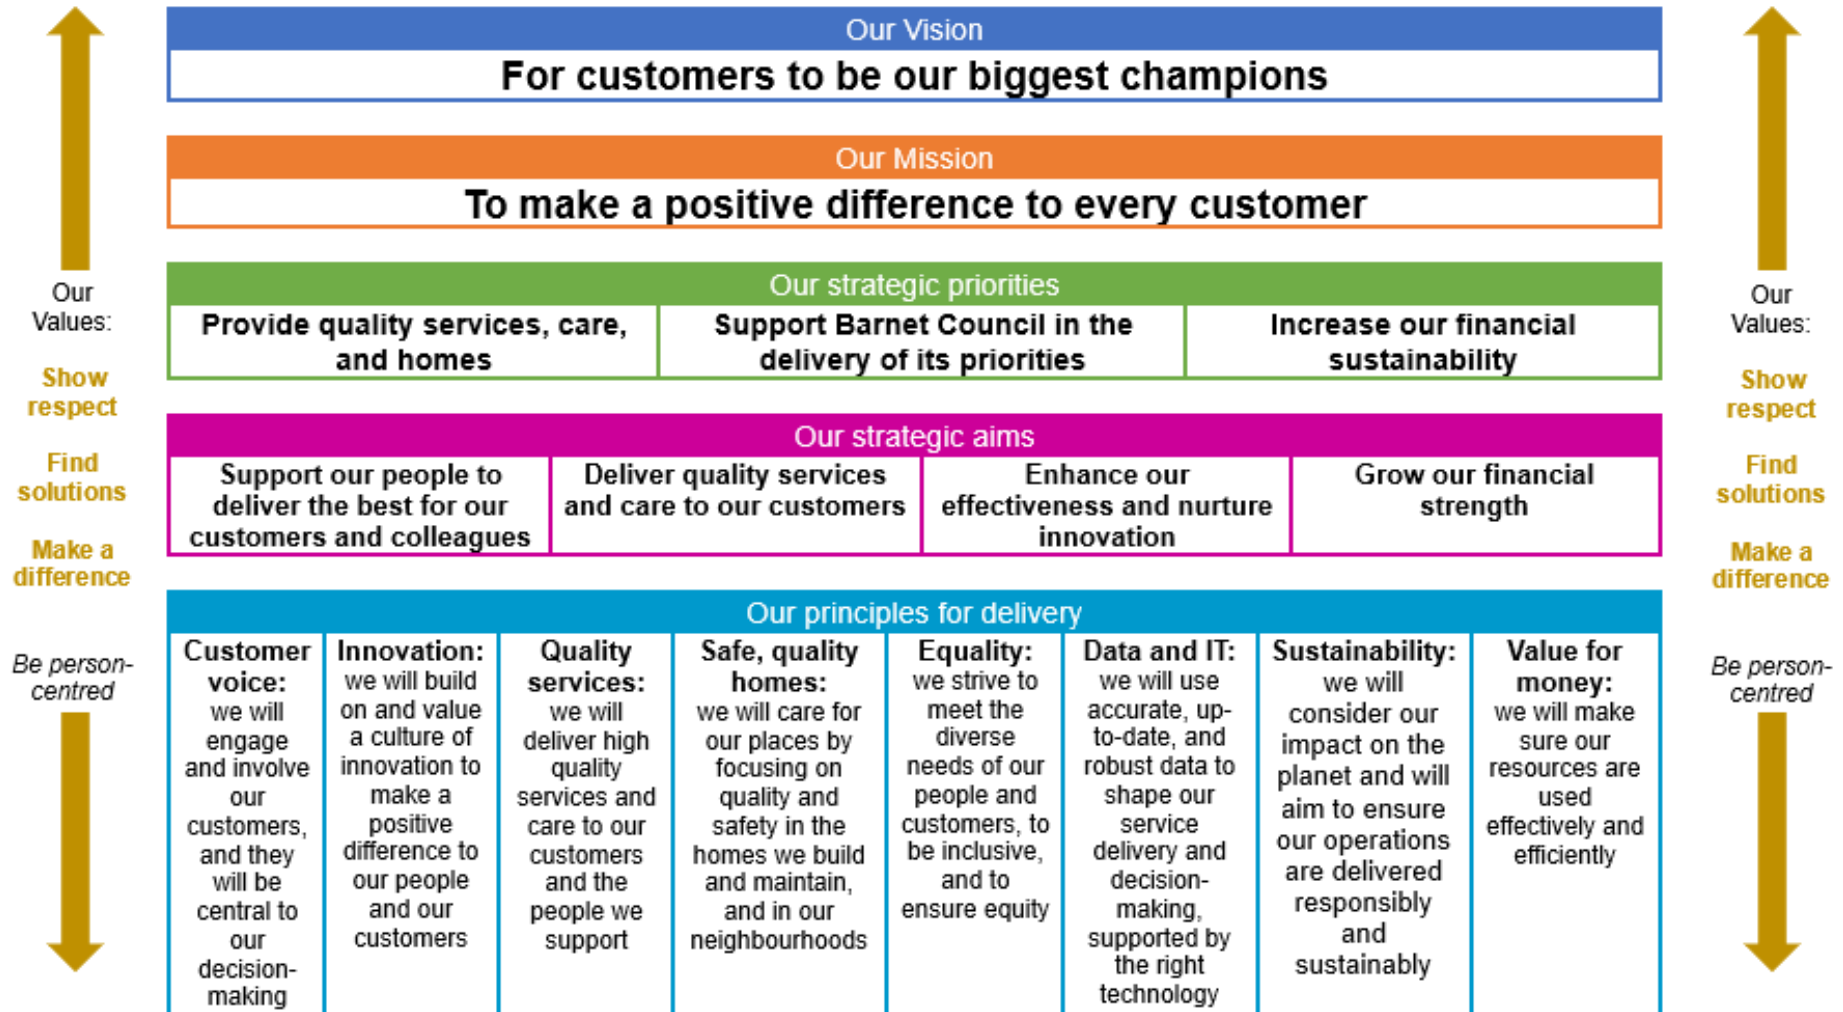 Our Vision
For customers to be our biggest champions
Our Mission
To make a positive difference to every customer
Our
Values:
Show
respect
Find
solutions
Make a
difference
Be person-
centred
Our strategic priorities
Provide quality services, care,
and homes
Support Barnet Council in the
delivery of its priorities
Increase our financial
sustainability
Our strategic aims
Support our people to
deliver the best for our
customers and colleagues
Deliver quality services
and care to our customers
Enhance our
effectiveness and nurture
innovation
Grow our financial
strength
Our principles for delivery
Customer
voice:
we will
engage
and involve
our
customers,
and they
will be
central to
our
decision-
making
Innovation:
we will build
on and value
a culture of
innovation to
make a
positive
difference to
our people
and our
customers
Quality
services:
we will
deliver high
quality
services and
care to our
customers
and the
people we
support
Safe, quality
homes:
we will care for
our places by
focusing on
quality and
safety in the
homes we build
and maintain,
and in our
neighbourhoods
Equality:
we strive to
meet the
diverse
needs of our
people and
customers, to
be inclusive,
and to
ensure equity
Data and IT:
we will use
accurate, up-
to-date, and
robust data to
shape our
service
delivery and
decision-
making,
supported by
the right
technology
Sustainability:
we will
consider our
impact on the
planet and will
aim to ensure
our operations
are delivered
responsibly
and
sustainably
Value for
money:
we will make
sure our
resources are
used
effectively and
efficiently
Our
Values:
Show
respect
Find
solutions
Make a
difference
Be person-
centred